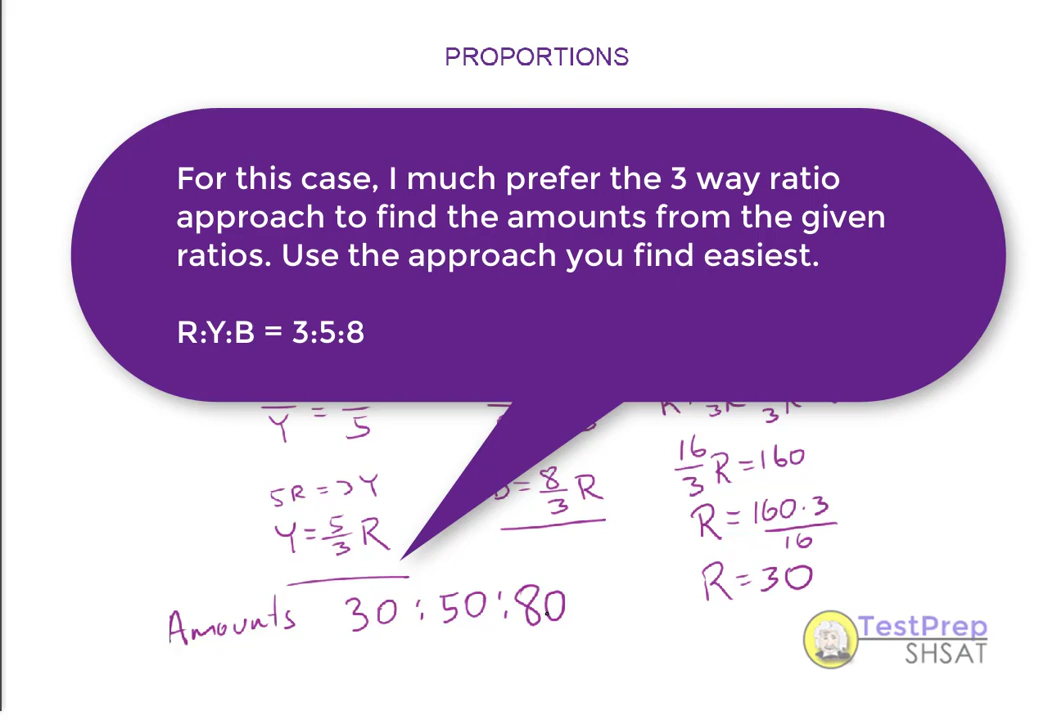 PROPORTIONS
For this case, I much prefer the 3 way ratio
approach to find the amounts from the given
ratios. Use the approach you find easiest.
R:Y:B = 3:5:8
Y = 5
16/3 R = 160
5R = 3Y
= 8/3 R
Y = 5/3 R
R = 160·3/16
R = 30
Amounts 30 : 50 : 80
TestPrep
SHSAT